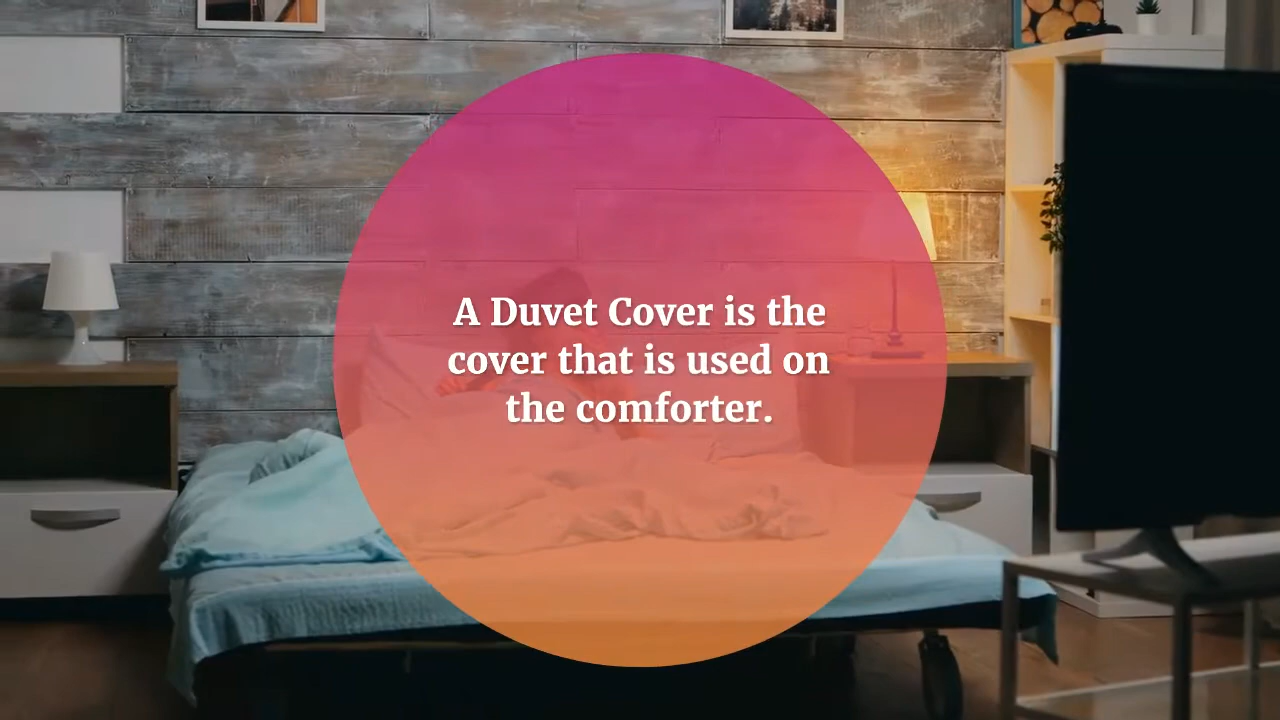 A Duvet Cover is the
cover that is used on
the comforter.